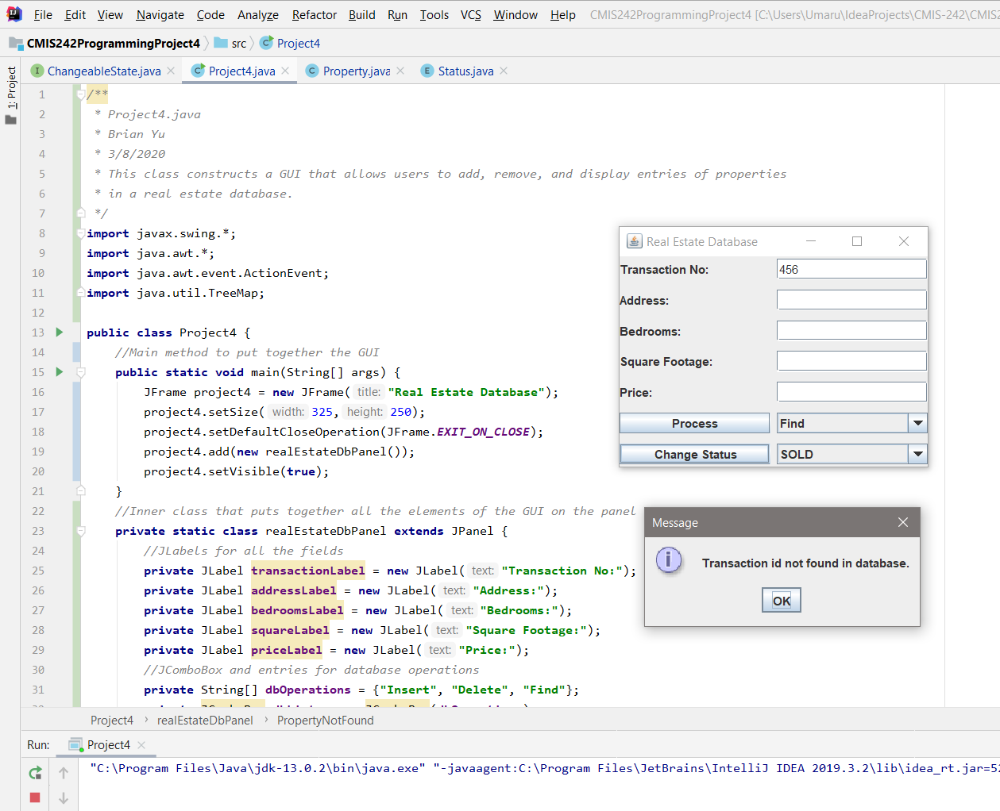 File Edit View Navigate Code Analyze Refactor Build Run Tools VCS Window Help CMIS242ProgrammingProject4 [C:\Users\Umaru\IdeaProjects\CMIS-242\CMIS2
CMIS242ProgrammingProject4 src Project4
1: Project
ChangeableState.java Project4.java Property.java Status.java
1 /**
2 * Project4.java
3 * Brian Yu
4 * 3/8/2020
5 * This class constructs a GUI that allows users to add, remove, and display entries of properties
6 * in a real estate database.
7 */
8 import javax.swing.*;
9 import java.awt.*;
10 import java.awt.event.ActionEvent;
11 import java.util.TreeMap;
12
13 public class Project4 {
14 //Main method to put together the GUI
15 public static void main(String[] args) {
16 JFrame project4 = new JFrame( title: "Real Estate Database");
17 project4.setSize( width: 325, height: 250);
18 project4.setDefaultCloseOperation(JFrame.EXIT_ON_CLOSE);
19 project4.add(new realEstateDbPanel());
20 project4.setVisible(true);
21 }
22 //Inner class that puts together all the elements of the GUI on the panel
23 private static class realEstateDbPanel extends JPanel {
24 //JLabels for all the fields
25 private JLabel transactionLabel = new JLabel( text: "Transaction No:");
26 private JLabel addressLabel = new JLabel( text: "Address:");
27 private JLabel bedroomsLabel = new JLabel( text: "Bedrooms:");
28 private JLabel squareLabel = new JLabel( text: "Square Footage:");
29 private JLabel priceLabel = new JLabel( text: "Price:");
30 //JComboBox and entries for database operations
31 private String[] dbOperations = {"Insert", "Delete", "Find"};
Real Estate Database
Transaction No: 456
Address:
Bedrooms:
Square Footage:
Price:
Process Find
Change Status SOLD
Message
Transaction id not found in database.
OK
Project4 realEstateDbPanel PropertyNotFound
Run: Project4
"C:\Program Files\Java\jdk-13.0.2\bin\java.exe" "-javaagent:C:\Program Files\JetBrains\IntelliJ IDEA 2019.3.2\lib\idea_rt.jar=52